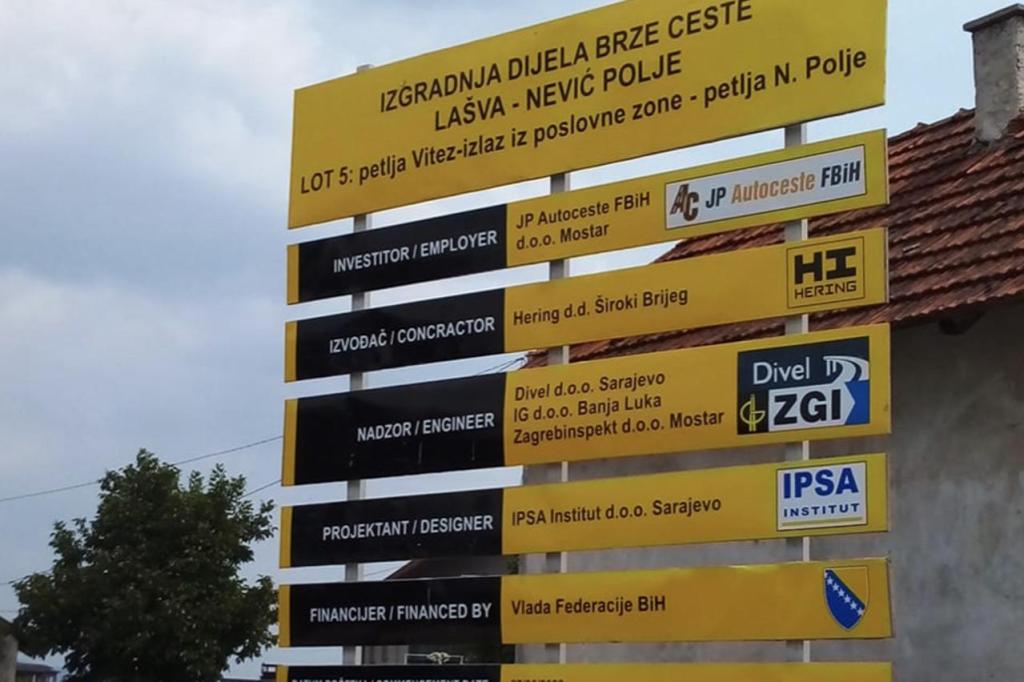 IZGRADNJA DIJELA BRZE CESTE
LAŠVA - NEVIĆ POLJE
LOT 5: petlja Vitez-izlaz iz poslovne zone - petlja N. Polje
INVESTITOR / EMPLOYER
JP Autoceste FBiH
d.o.o. Mostar
AC JP Autoceste FBiH
IZVOĐAČ / CONCRACTOR
Hering d.d. Široki Brijeg
HI
HERING
NADZOR / ENGINEER
Divel d.o.o. Sarajevo
IG d.o.o. Banja Luka
Zagrebinspekt d.o.o. Mostar
Divel
ZGI
PROJEKTANT / DESIGNER
IPSA Institut d.o.o. Sarajevo
IPSA
INSTITUT
FINANCIJER / FINANCED BY
Vlada Federacije BiH